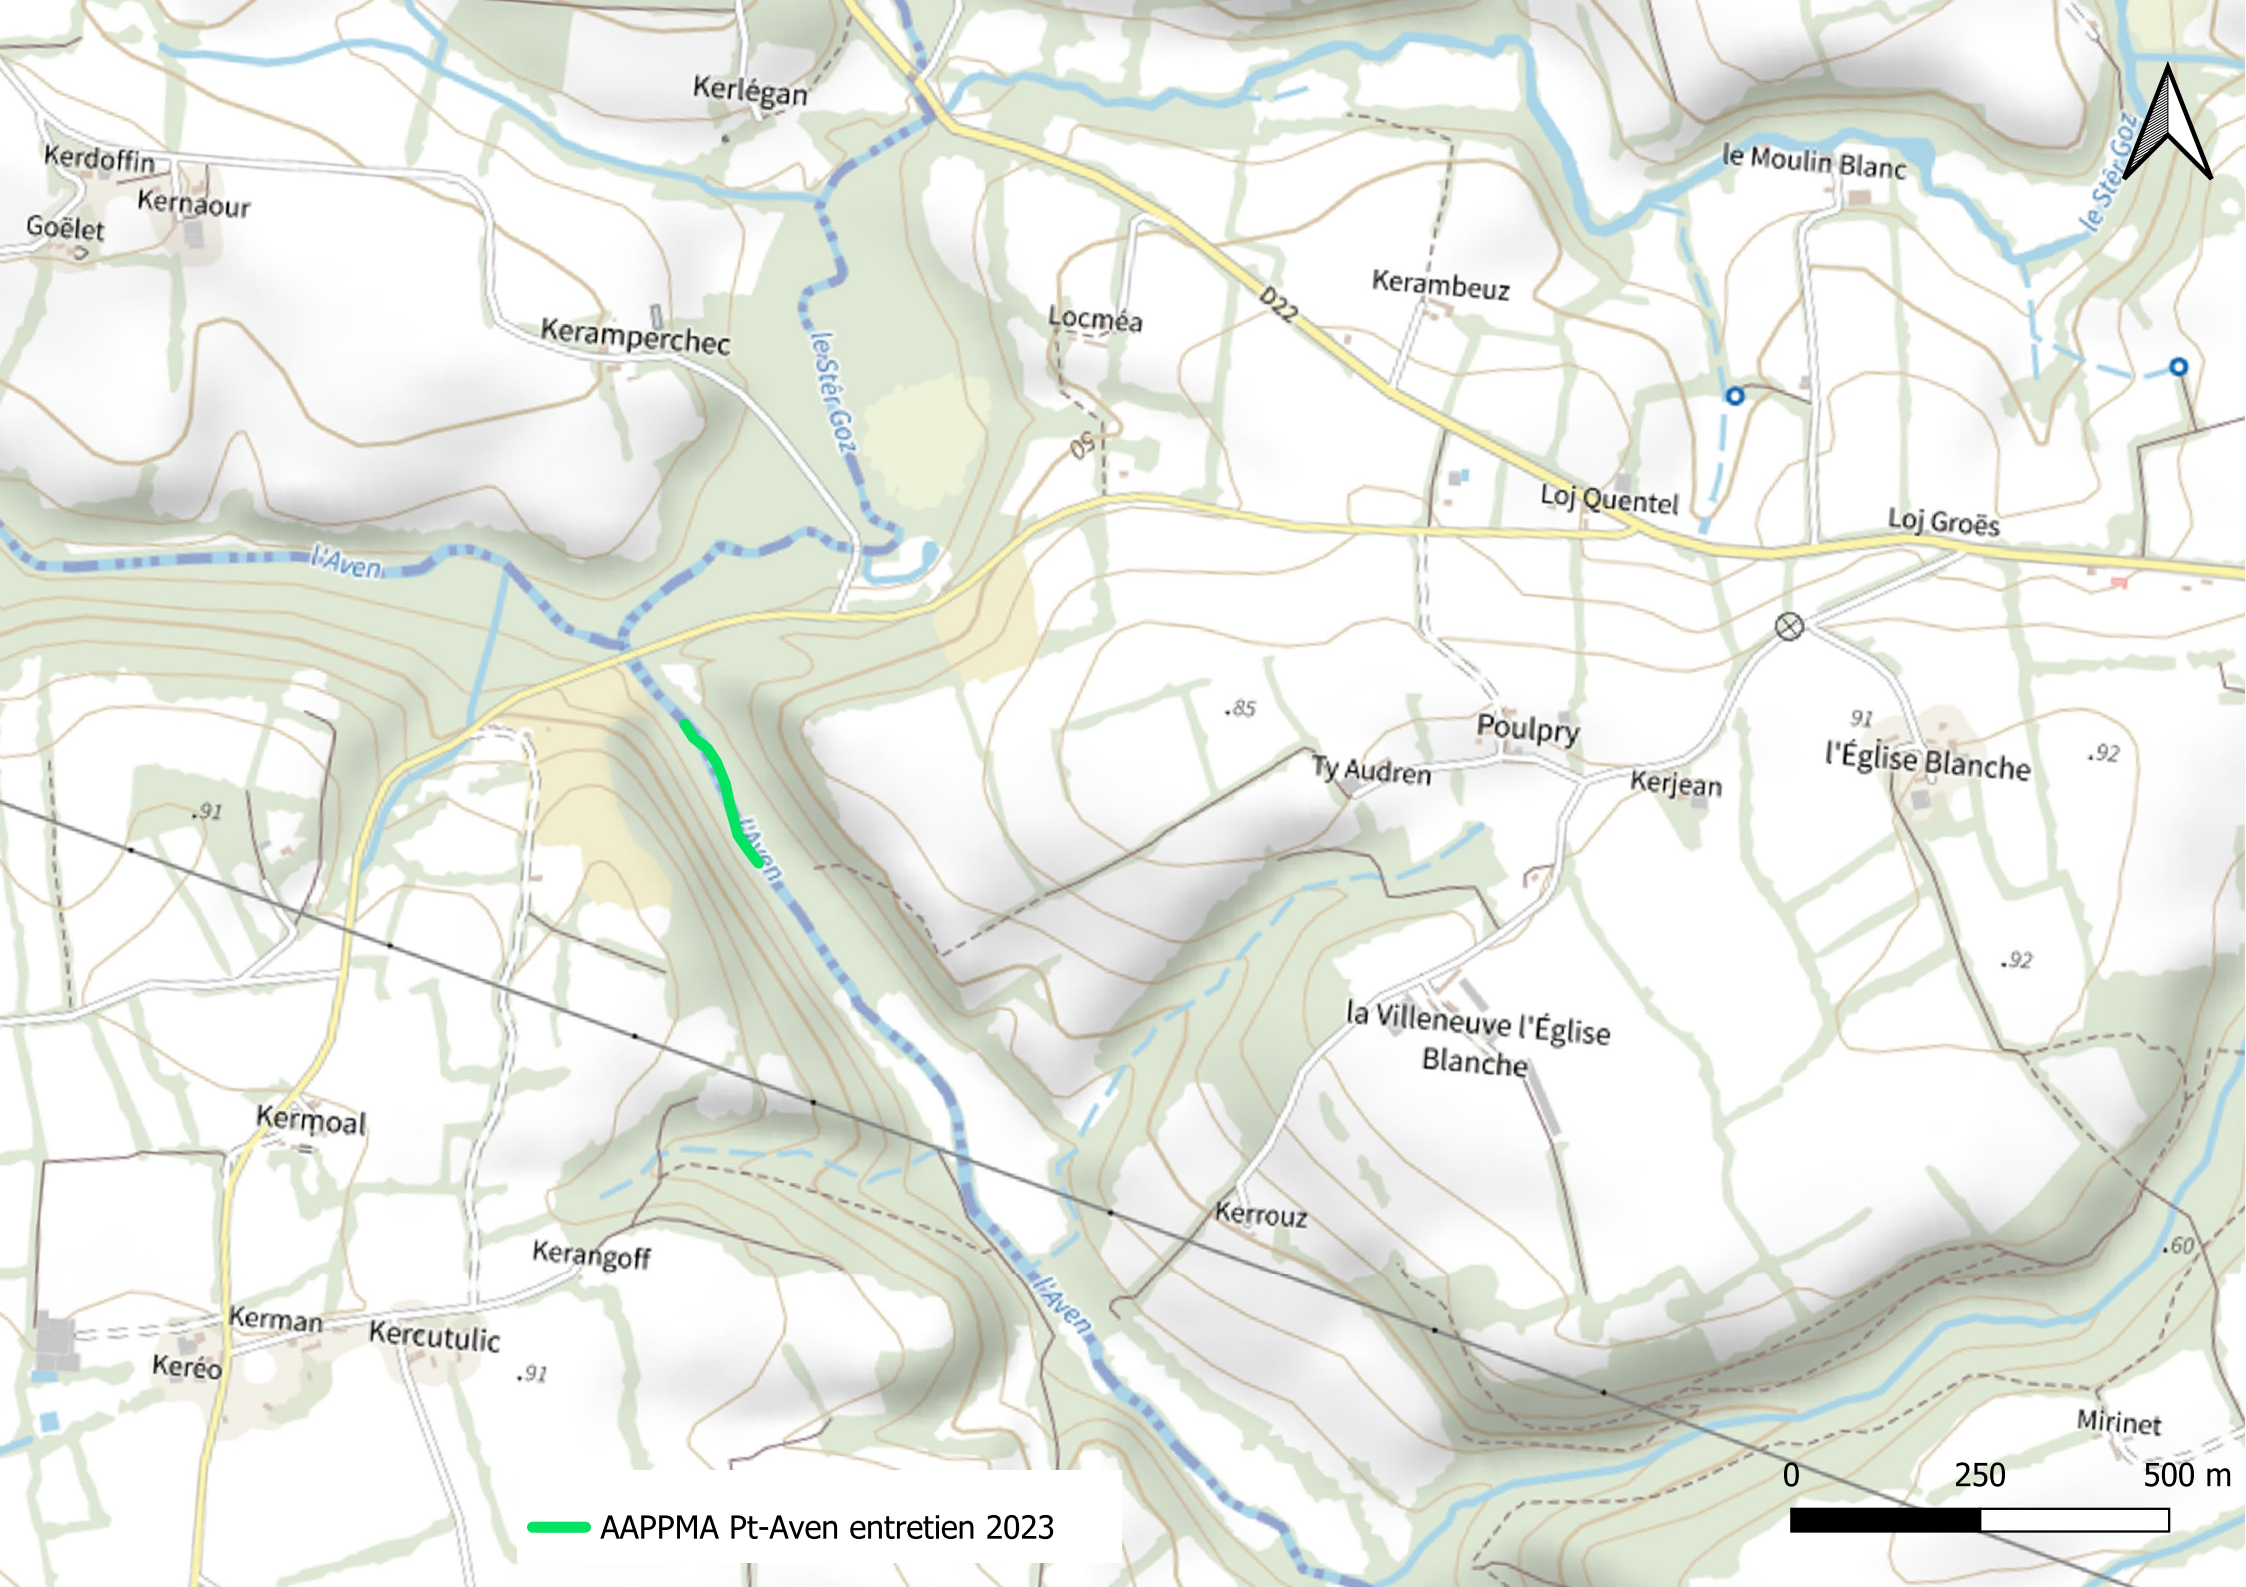 Kerlégan
le Moulin Blanc
Kerdoffin
Kernaour
Goëlet
le Stêr Goz
Kerambeuz
D22
Locméa
Keramperchec
le Stêr Goz
50
Loj Quentel
Loj Groës
l'Aven
.85
91
Poulpry
l'Église Blanche
.92
Ty Audren
Kerjean
.91
l'Aven
.92
la Villeneuve l'Église
Blanche
Kermoal
Kerrouz
.60
Kerangoff
l'Aven
Kerman
Kercutulic
Keréo
.91
Mirinet
0 250 500 m
AAPPMA Pt-Aven entretien 2023